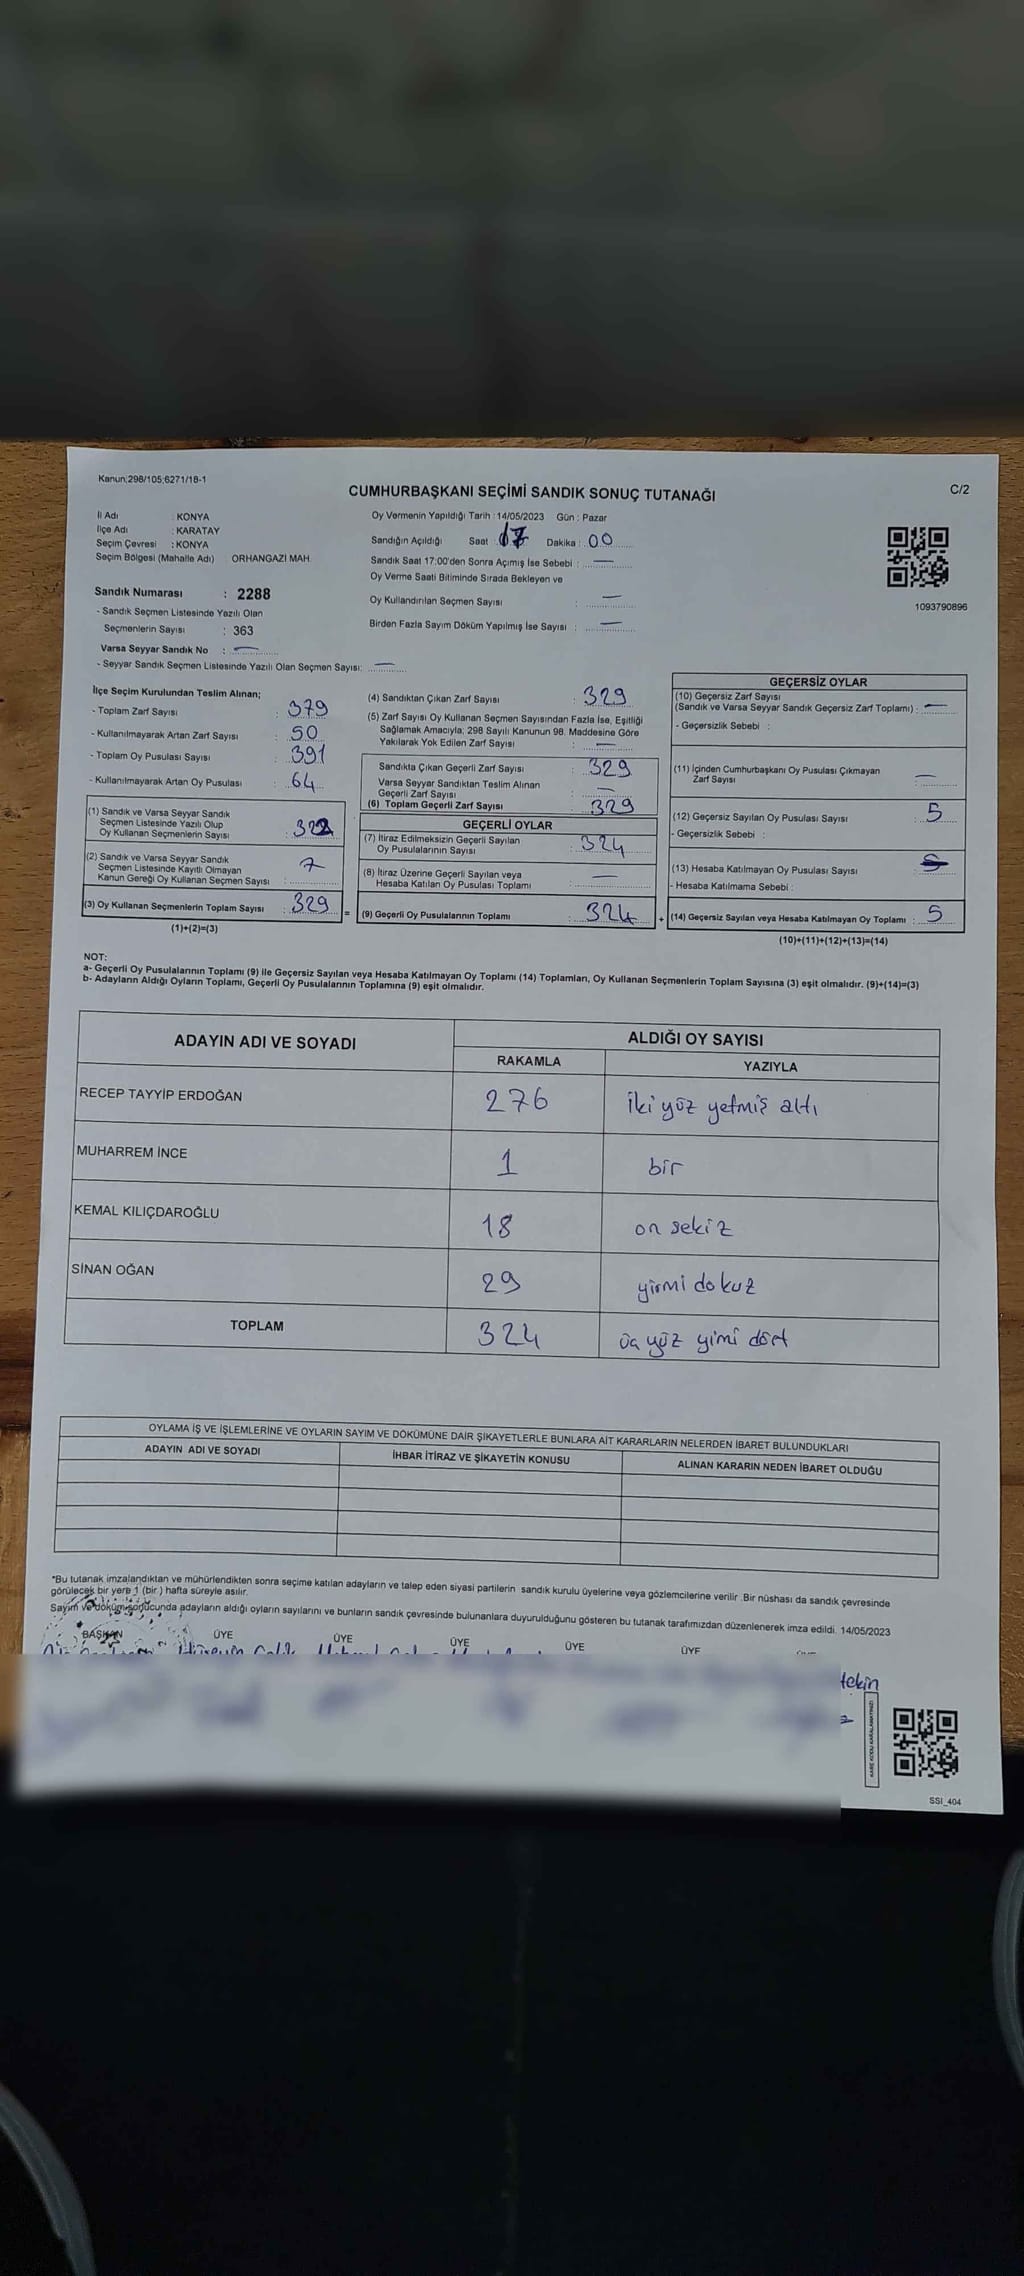 Kanun;298/105;6271/18-1
CUMHURBAŞKANI SEÇİMİ SANDIK SONUÇ TUTANAĞI
C/2
İl Adı : KONYA
İlçe Adı : KARATAY
Seçim Çevresi : KONYA
Seçim Bölgesi (Mahalle Adı) ORHANGAZİ MAH.
Sandık Numarası : 2288
- Sandık Seçmen Listesinde Yazılı Olan
Seçmenlerin Sayısı : 363
Varsa Seyyar Sandık No : —
- Seyyar Sandık Seçmen Listesinde Yazılı Olan Seçmen Sayısı: —
Oy Vermenin Yapıldığı Tarih : 14/05/2023 Gün : Pazar
Sandığın Açıldığı Saat : 17 Dakika : 00
Sandık Saat 17:00'den Sonra Açımış İse Sebebi : —
Oy Verme Saati Bitiminde Sırada Bekleyen ve
Oy Kullandırılan Seçmen Sayısı : —
Birden Fazla Sayım Döküm Yapılmış İse Sayısı : —
1093790896
İlçe Seçim Kurulundan Teslim Alınan;
- Toplam Zarf Sayısı : 379
- Kullanılmayarak Artan Zarf Sayısı : 50
- Toplam Oy Pusulası Sayısı : 391
- Kullanılmayarak Artan Oy Pusulası : 64
(1) Sandık ve Varsa Seyyar Sandık
Seçmen Listesinde Yazılı Olup
Oy Kullanan Seçmenlerin Sayısı : 322
(2) Sandık ve Varsa Seyyar Sandık
Seçmen Listesinde Kayıtlı Olmayan
Kanun Gereği Oy Kullanan Seçmen Sayısı : 7
(3) Oy Kullanan Seçmenlerin Toplam Sayısı : 329
(1)+(2)=(3)
(4) Sandıktan Çıkan Zarf Sayısı : 329
(5) Zarf Sayısı Oy Kullanan Seçmen Sayısından Fazla İse, Eşitliği
Sağlamak Amacıyla; 298 Sayılı Kanunun 98. Maddesine Göre
Yakılarak Yok Edilen Zarf Sayısı : —
Sandıkta Çıkan Geçerli Zarf Sayısı : 329
Varsa Seyyar Sandıktan Teslim Alınan
Geçerli Zarf Sayısı : —
(6) Toplam Geçerli Zarf Sayısı : 329
GEÇERLİ OYLAR
(7) İtiraz Edilmeksizin Geçerli Sayılan
Oy Pusulalarının Sayısı : 324
(8) İtiraz Üzerine Geçerli Sayılan veya
Hesaba Katılan Oy Pusulası Toplamı : —
= (9) Geçerli Oy Pusulalarının Toplamı : 324
GEÇERSİZ OYLAR
(10) Geçersiz Zarf Sayısı
(Sandık ve Varsa Seyyar Sandık Geçersiz Zarf Toplamı) : —
- Geçersizlik Sebebi :
(11) İçinden Cumhurbaşkanı Oy Pusulası Çıkmayan
Zarf Sayısı : —
(12) Geçersiz Sayılan Oy Pusulası Sayısı : 5
- Geçersizlik Sebebi :
(13) Hesaba Katılmayan Oy Pusulası Sayısı : 5
- Hesaba Katılmama Sebebi :
+ (14) Geçersiz Sayılan veya Hesaba Katılmayan Oy Toplamı : 5
(10)+(11)+(12)+(13)=(14)
NOT:
a- Geçerli Oy Pusulalarının Toplamı (9) ile Geçersiz Sayılan veya Hesaba Katılmayan Oy Toplamı (14) Toplamları, Oy Kullanan Seçmenlerin Toplam Sayısına (3) eşit olmalıdır. (9)+(14)=(3)
b- Adayların Aldığı Oyların Toplamı, Geçerli Oy Pusulalarının Toplamına (9) eşit olmalıdır.
ADAYIN ADI VE SOYADI
ALDIĞI OY SAYISI
RAKAMLA YAZIYLA
RECEP TAYYİP ERDOĞAN 276 iki yüz yetmiş altı
MUHARREM İNCE 1 bir
KEMAL KILIÇDAROĞLU 18 on sekiz
SİNAN OĞAN 29 yirmi dokuz
TOPLAM 324 üç yüz yimi dört
OYLAMA İŞ VE İŞLEMLERİNE VE OYLARIN SAYIM VE DÖKÜMÜNE DAİR ŞİKAYETLERLE BUNLARA AİT KARARLARIN NELERDEN İBARET BULUNDUKLARI
ADAYIN ADI VE SOYADI İHBAR İTİRAZ VE ŞİKAYETİN KONUSU ALINAN KARARIN NEDEN İBARET OLDUĞU
*Bu tutanak imzalandıktan ve mühürlendikten sonra seçime katılan adayların ve talep eden siyasi partilerin sandık kurulu üyelerine veya gözlemcilerine verilir. Bir nüshası da sandık çevresinde
görülecek bir yere 1 (bir ) hafta süreyle asılır.
Sayım ve döküm sonucunda adayların aldığı oyların sayılarını ve bunların sandık çevresinde bulunanlara duyurulduğunu gösteren bu tutanak tarafımızdan düzenlenerek imza edildi. 14/05/2023
BAŞKAN ÜYE ÜYE ÜYE ÜYE ÜYE
tekin
KARE KODU KARALAMAYINIZ!
SSI_404